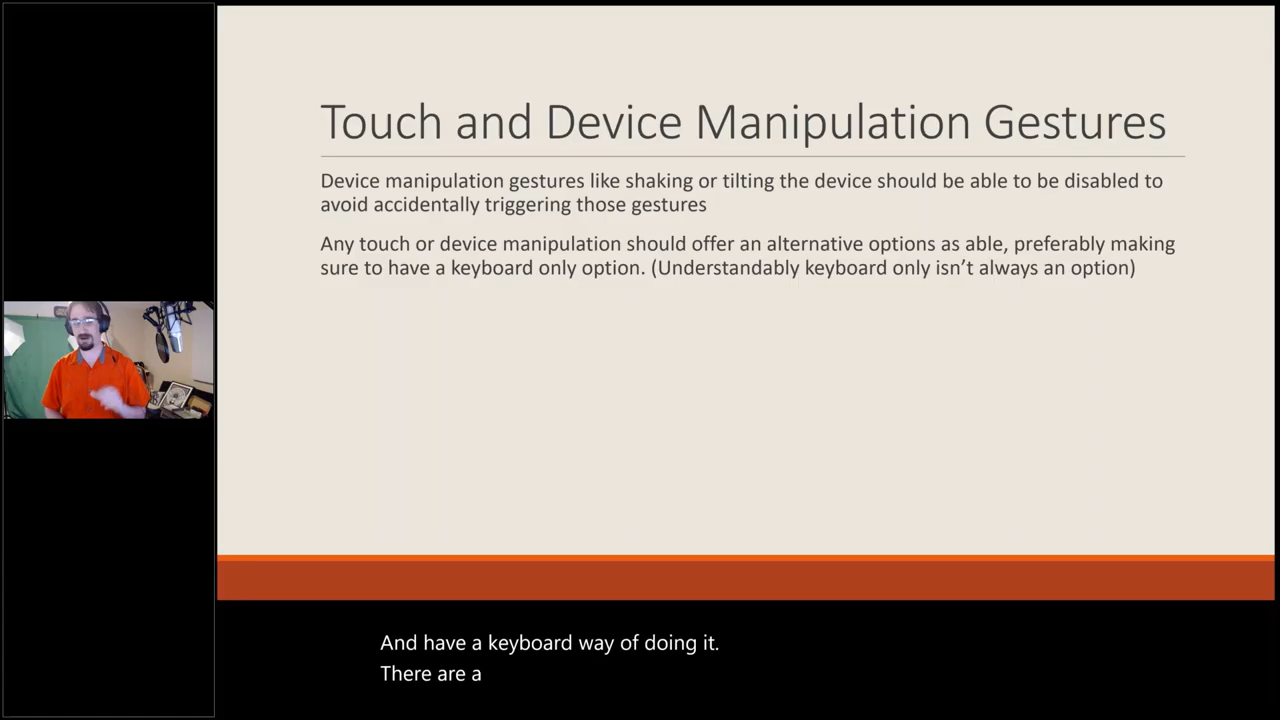 Touch and Device Manipulation Gestures
Device manipulation gestures like shaking or tilting the device should be able to be disabled to
avoid accidentally triggering those gestures
Any touch or device manipulation should offer an alternative options as able, preferably making
sure to have a keyboard only option. (Understandably keyboard only isn't always an option)
And have a keyboard way of doing it.
There are a